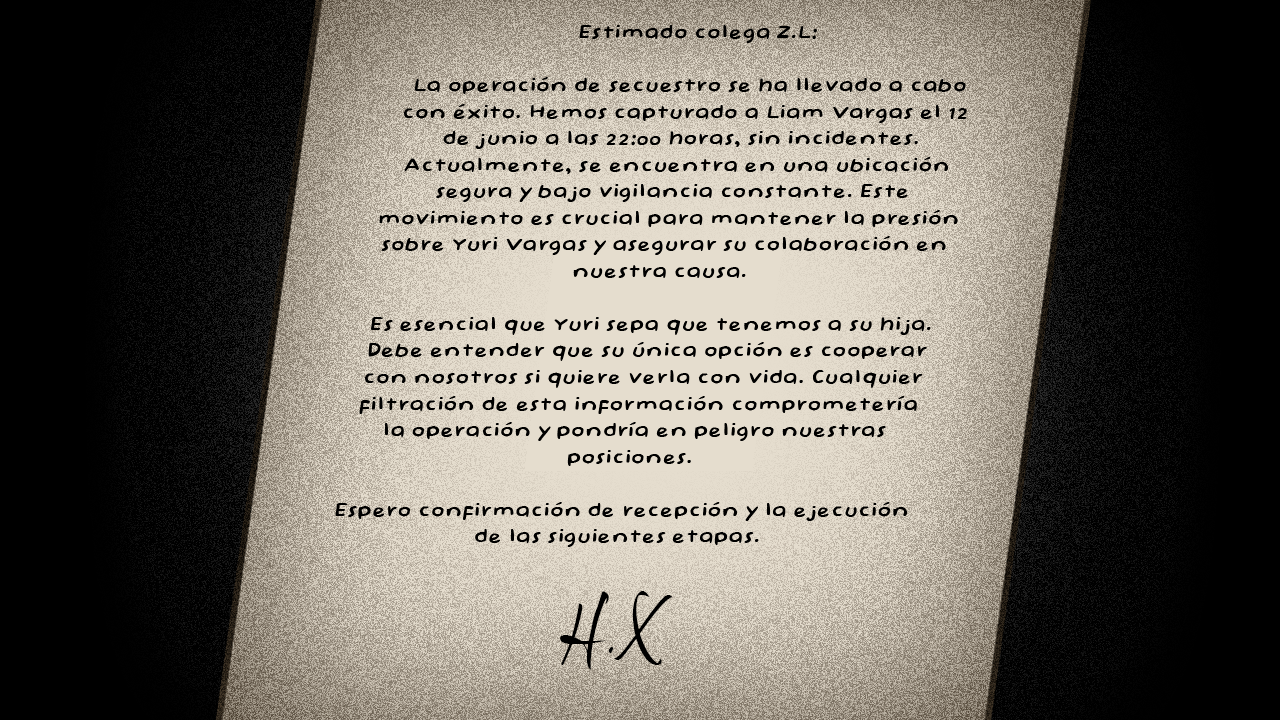 Estimado colega Z.L:
La operación de secuestro se ha llevado a cabo
con éxito. Hemos capturado a Liam Vargas el 12
de junio a las 22:00 horas, sin incidentes.
Actualmente, se encuentra en una ubicación
segura y bajo vigilancia constante. Este
movimiento es crucial para mantener la presión
sobre Yuri Vargas y asegurar su colaboración en
nuestra causa.
Es esencial que Yuri sepa que tenemos a su hija.
Debe entender que su única opción es cooperar
con nosotros si quiere verla con vida. Cualquier
filtración de esta información comprometería
la operación y pondría en peligro nuestras
posiciones.
Espero confirmación de recepción y la ejecución
de las siguientes etapas.
H.X